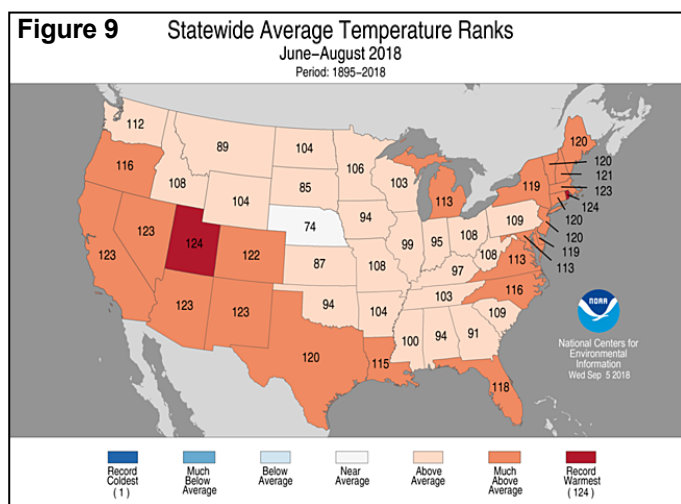 Figure 9
Statewide Average Temperature Ranks
June–August 2018
Period: 1895–2018
112
89
104
106
103
113
120
120
121
123
124
120
120
119
113
119
116
108
104
85
94
74
99
95
108
109
108
113
116
123
123
124
122
87
108
97
103
109
123
123
94
104
100
94
91
120
115
118
NOAA
National Centers for
Environmental
Information
Wed Sep 5 2018
Record
Coldest
(1)
Much
Below
Average
Below
Average
Near
Average
Above
Average
Much
Above
Average
Record
Warmest
(124)